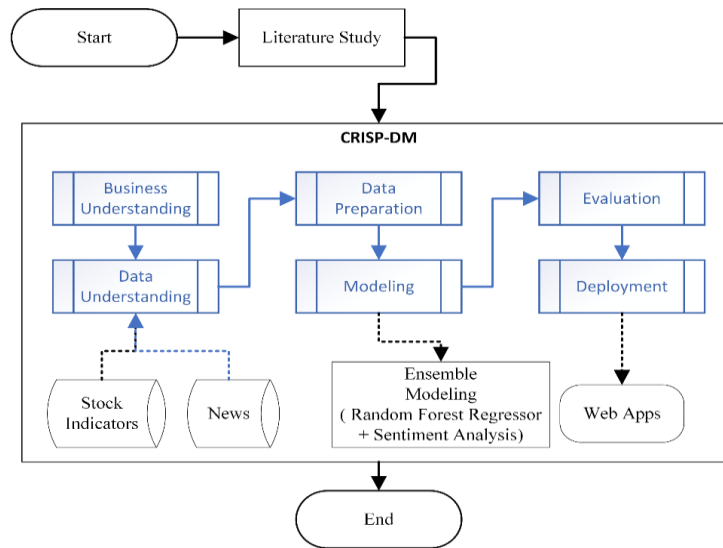 Start
Literature Study
CRISP-DM
Business
Understanding
Data
Preparation
Evaluation
Data
Understanding
Modeling
Deployment
Stock
Indicators
News
Ensemble
Modeling
( Random Forest Regressor
+ Sentiment Analysis)
Web Apps
End